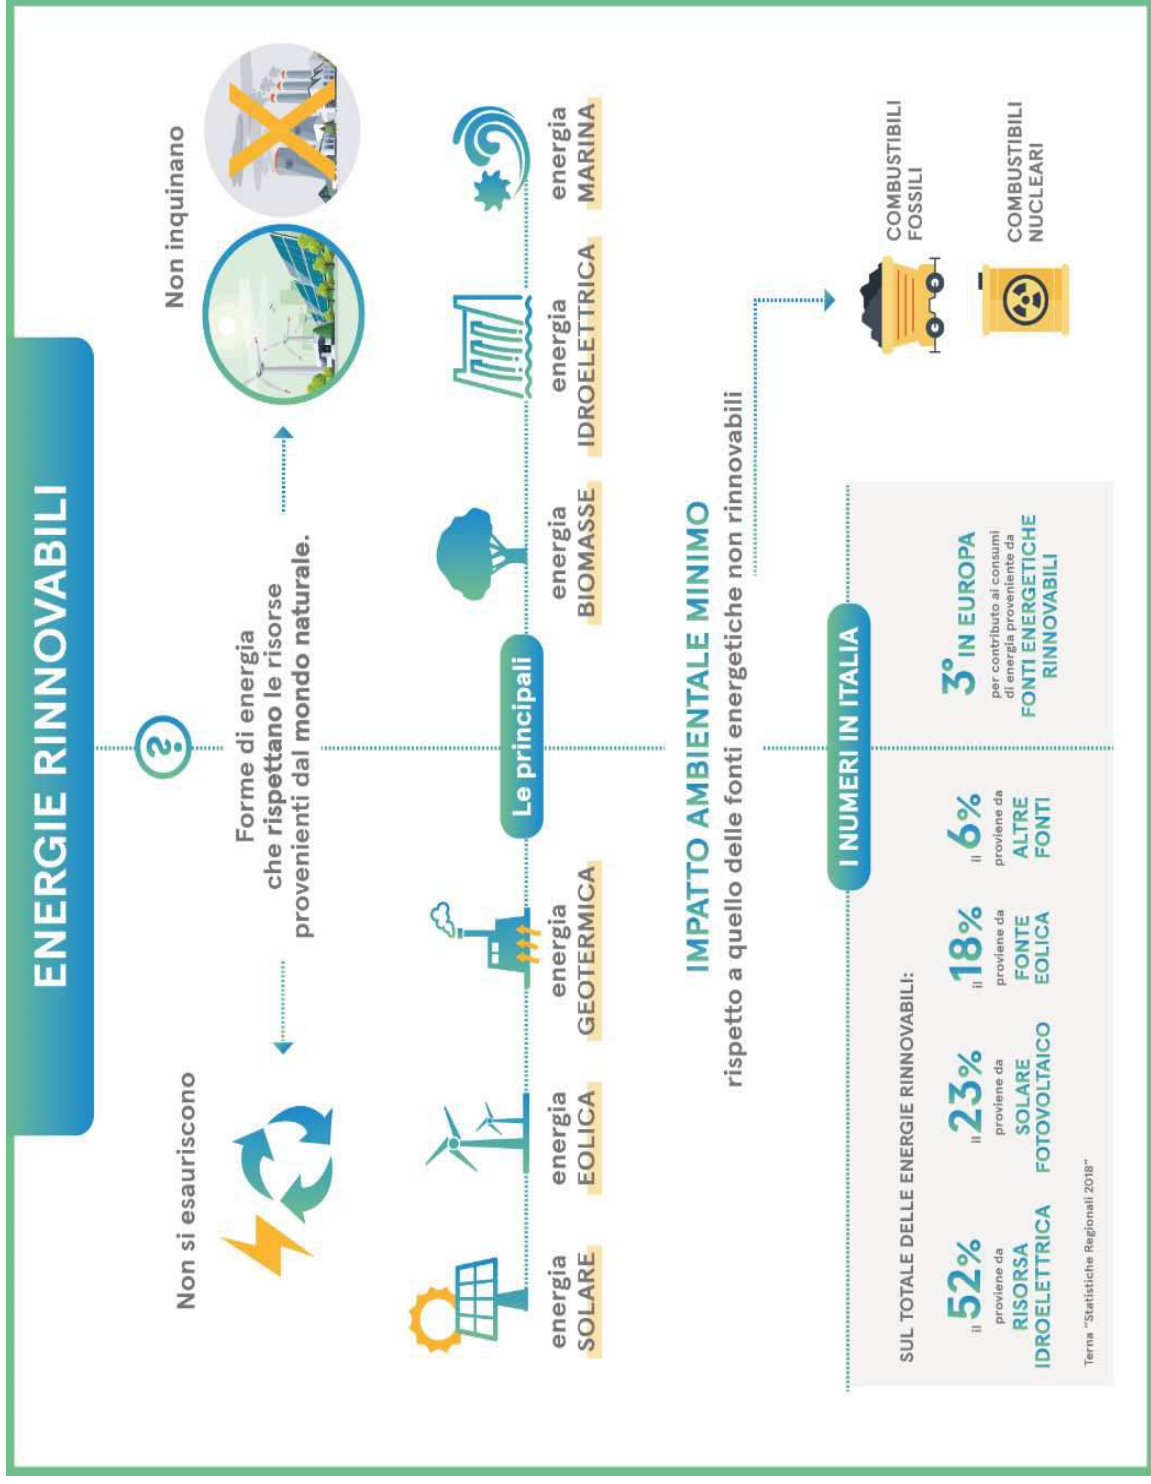 ENERGIE RINNOVABILI
?
Forme di energia
che rispettano le risorse
provenienti dal mondo naturale.
Non si esauriscono
Non inquinano
Le principali
energia
SOLARE
energia
EOLICA
energia
GEOTERMICA
energia
BIOMASSE
energia
IDROELETTRICA
energia
MARINA
IMPATTO AMBIENTALE MINIMO
rispetto a quello delle fonti energetiche non rinnovabili
COMBUSTIBILI
FOSSILI
COMBUSTIBILI
NUCLEARI
I NUMERI IN ITALIA
SUL TOTALE DELLE ENERGIE RINNOVABILI:
il 52%
proviene da
RISORSA
IDROELETTRICA
il 23%
proviene da
SOLARE
FOTOVOLTAICO
il 18%
proviene da
FONTE
EOLICA
il 6%
proviene da
ALTRE
FONTI
3° IN EUROPA
per contributo ai consumi
di energia proveniente da
FONTI ENERGETICHE
RINNOVABILI
Terna "Statistiche Regionali 2018"